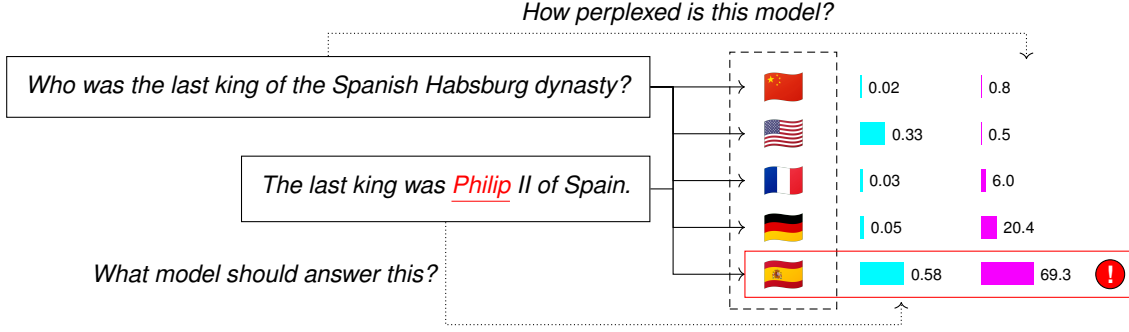 How perplexed is this model?
Who was the last king of the Spanish Habsburg dynasty?
0.02 0.8
0.33 0.5
The last king was Philip II of Spain.
0.03 6.0
0.05 20.4
What model should answer this?
0.58 69.3 !